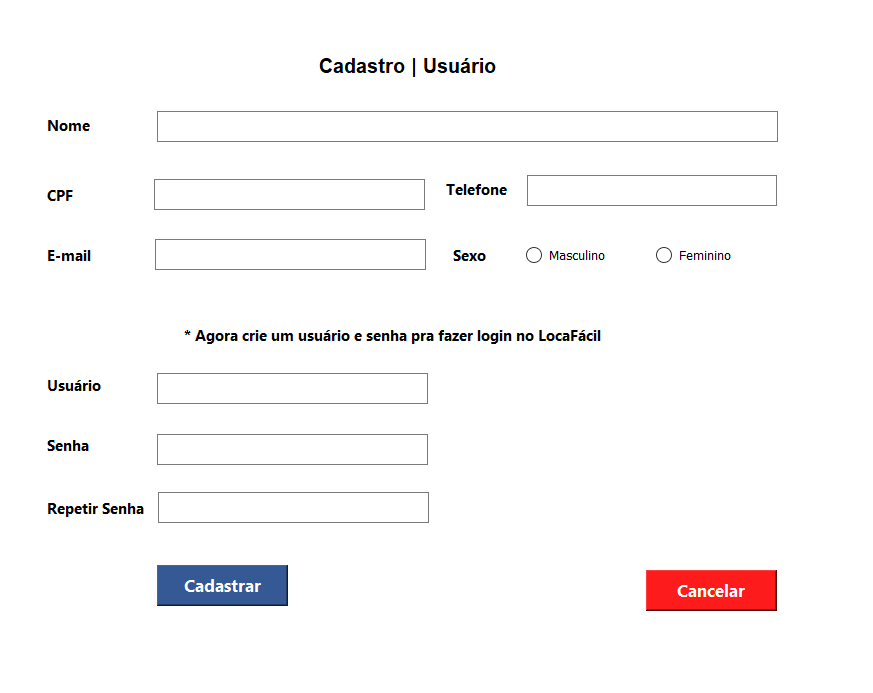 Cadastro | Usuário
Nome
CPF
Telefone
E-mail
Sexo
Masculino
Feminino
* Agora crie um usuário e senha pra fazer login no LocaFácil
Usuário
Senha
Repetir Senha
Cadastrar
Cancelar